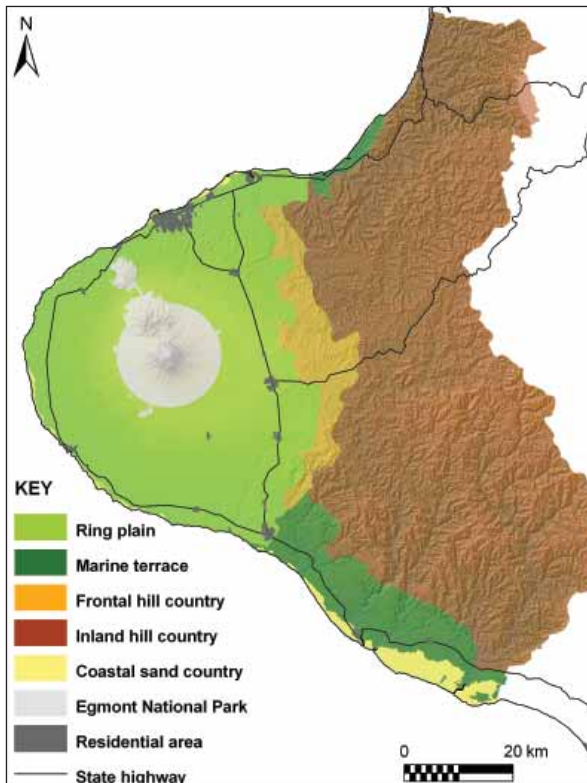 N
KEY
Ring plain
Marine terrace
Frontal hill country
Inland hill country
Coastal sand country
Egmont National Park
Residential area
State highway
0 20 km